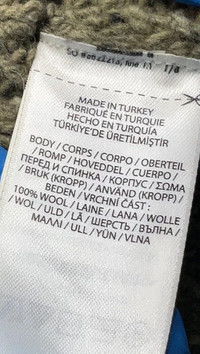 MADE IN TURKEY
FABRIQUÉ EN TURQUIE
HECHO EN TURQUÍA
TÜRKİYE'DE ÜRETİLMİŞTİR
BODY / CORPS / CORPO / OBERTEIL
/ ROMP / HOVEDDEL / CUERPO /
ПЕРЕД И СПИНКА / КОРПУС / ΣΩΜΑ
/ BRUK (KROPP) / ANVÄND (KROPP) /
BEDEN / VRCHNÍ ČÁST :
100% WOOL / LAINE / LANA / WOLLE
/ WOL / ULD / LÃ / ШЕРСТЬ / ВЪЛНА /
ΜΑΛΛΙ / ULL / YÜN / VLNA